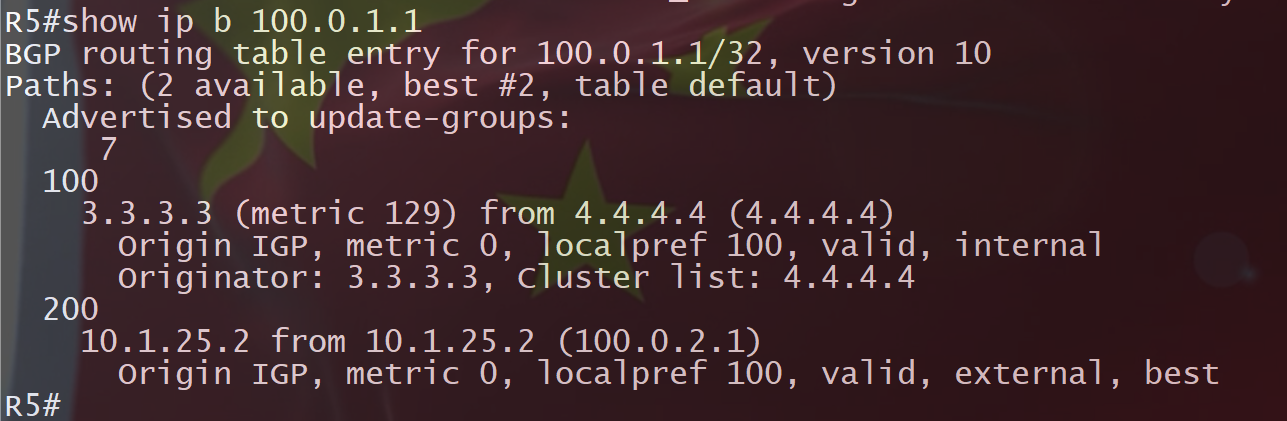 R5#show ip b 100.0.1.1
BGP routing table entry for 100.0.1.1/32, version 10
Paths: (2 available, best #2, table default)
  Advertised to update-groups:
     7
  100
    3.3.3.3 (metric 129) from 4.4.4.4 (4.4.4.4)
      Origin IGP, metric 0, localpref 100, valid, internal
      Originator: 3.3.3.3, Cluster list: 4.4.4.4
  200
    10.1.25.2 from 10.1.25.2 (100.0.2.1)
      Origin IGP, metric 0, localpref 100, valid, external, best
R5#